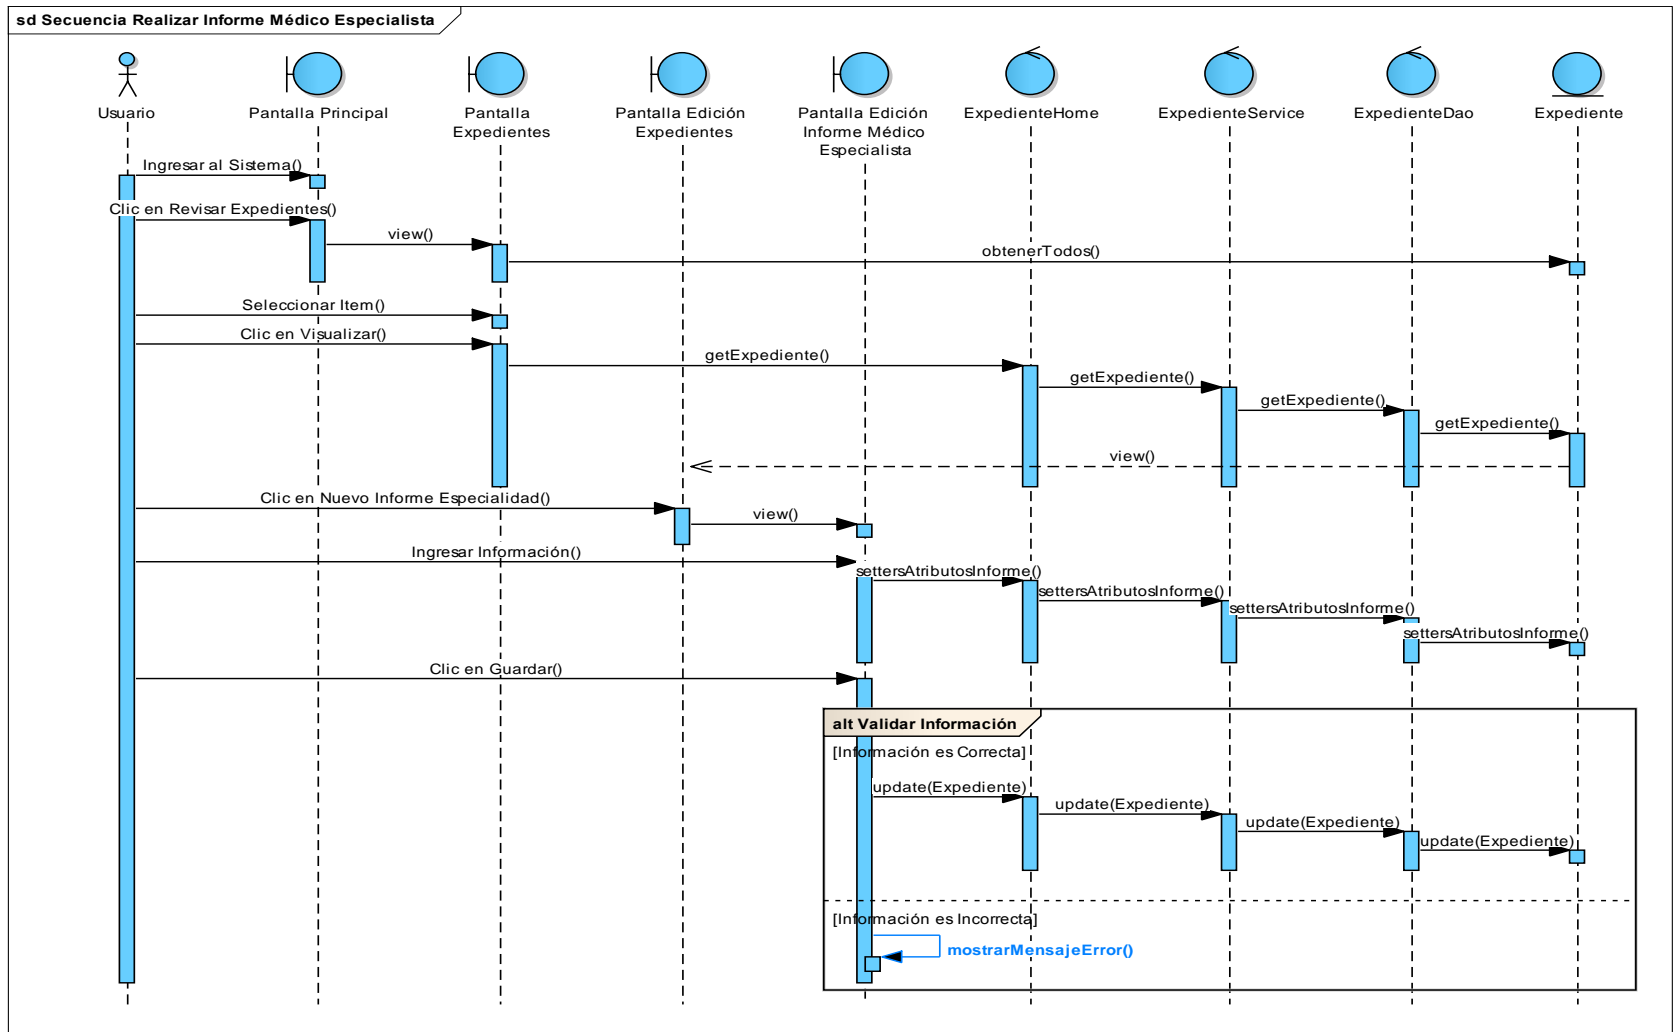 sd Secuencia Realizar Informe Médico Especialista
Usuario
Pantalla Principal
Pantalla
Expedientes
Pantalla Edición
Expedientes
Pantalla Edición
Informe Médico
Especialista
ExpedienteHome
ExpedienteService
ExpedienteDao
Expediente
Ingresar al Sistema()
Clic en Revisar Expedientes()
view()
obtenerTodos()
Seleccionar Item()
Clic en Visualizar()
getExpediente()
getExpediente()
getExpediente()
getExpediente()
view()
Clic en Nuevo Informe Especialidad()
view()
Ingresar Información()
settersAtributosInforme()
settersAtributosInforme()
settersAtributosInforme()
settersAtributosInforme()
Clic en Guardar()
alt Validar Información
[Información es Correcta]
update(Expediente)
update(Expediente)
update(Expediente)
update(Expediente)
[Información es Incorrecta]
mostrarMensajeError()